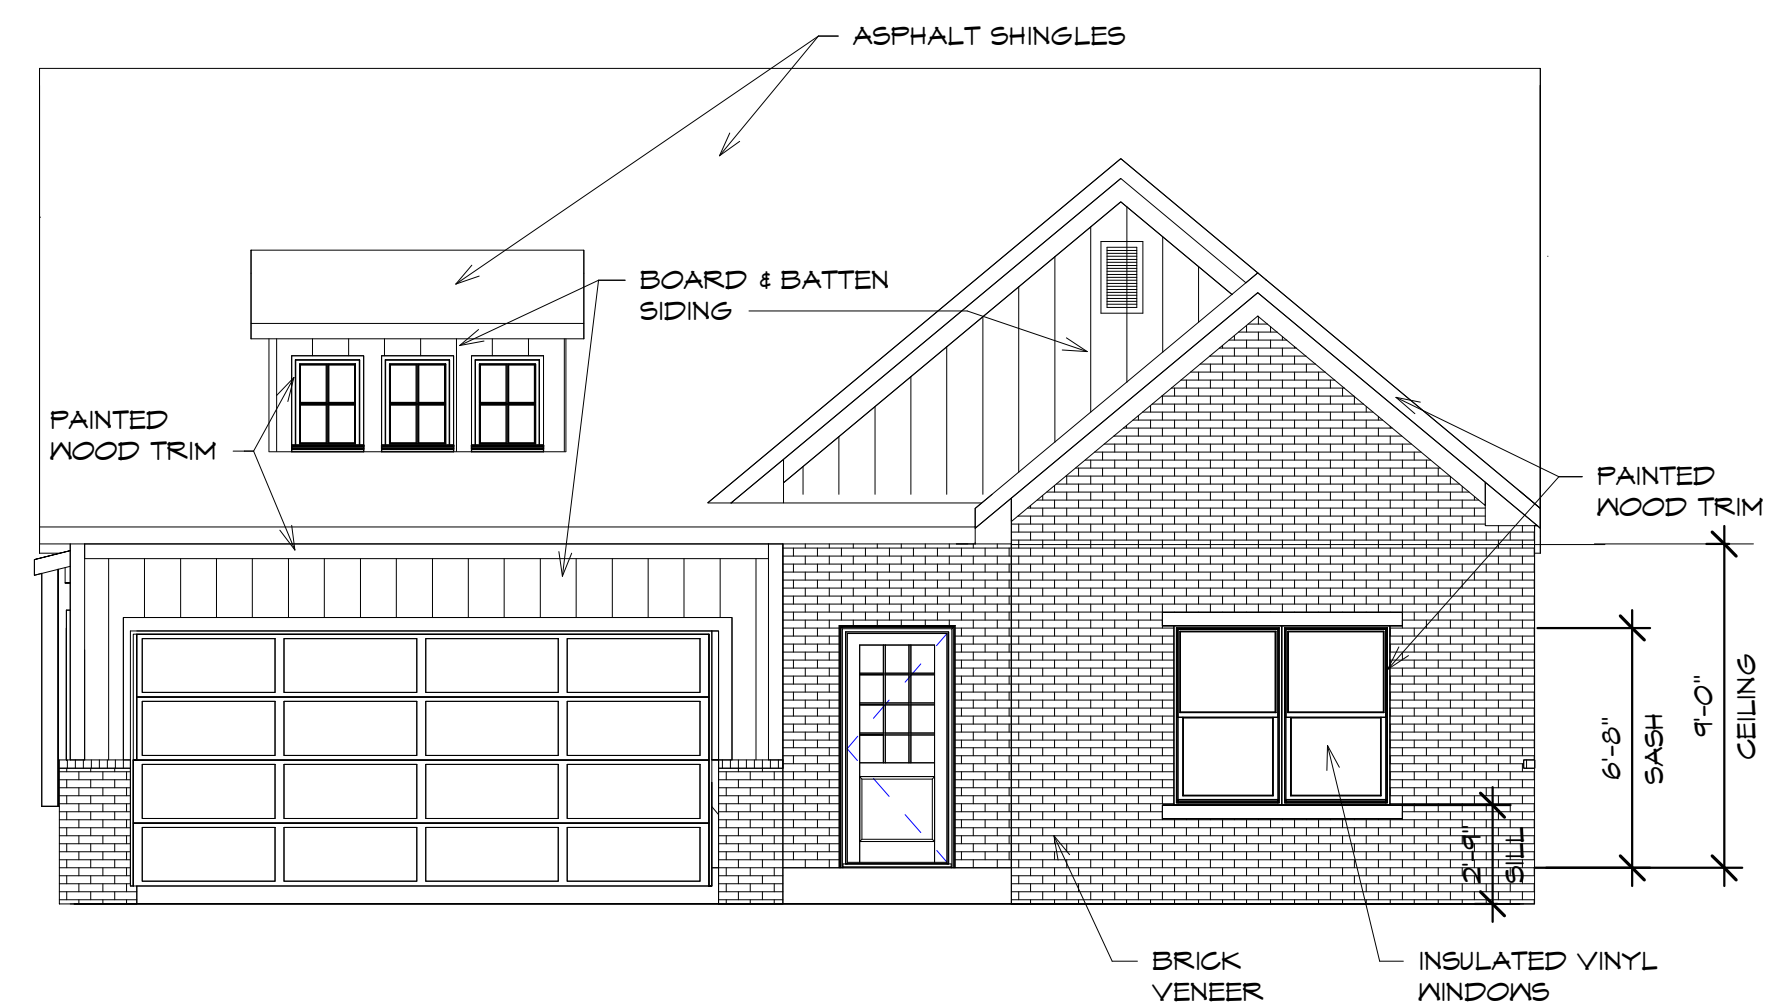 ASPHALT SHINGLES
BOARD & BATTEN
SIDING
PAINTED
WOOD TRIM
PAINTED
WOOD TRIM
6'-8"
SASH
9'-0"
CEILING
2'-9"
SILL
BRICK
VENEER
INSULATED VINYL
WINDOWS